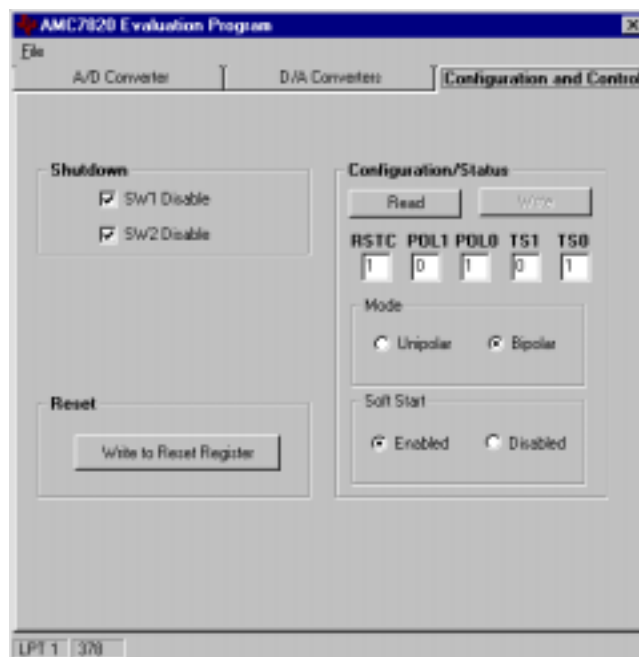 AMC7820 Evaluation Program
File
A/D Converter D/A Converters Configuration and Control
Shutdown
SW1 Disable
SW2 Disable
Reset
Write to Reset Register
Configuration/Status
Read Write
RSTC POL1 POL0 TS1 TS0
1 0 1 0 1
Mode
Unipolar Bipolar
Soft Start
Enabled Disabled
LPT 1 378